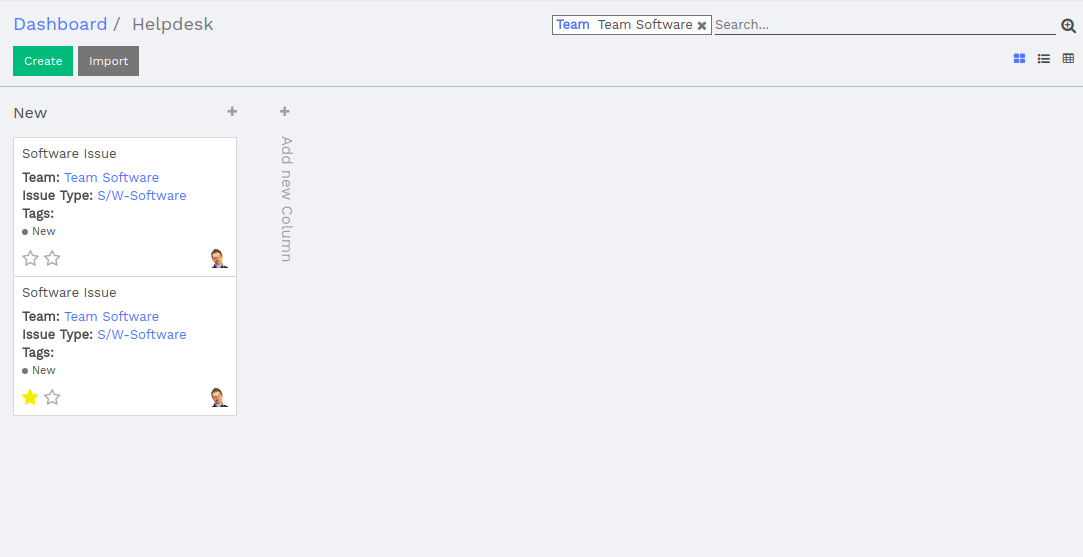 Dashboard / Helpdesk
Team Team Software ✖ Search...
Create Import
New
Software Issue
Team: Team Software
Issue Type: S/W-Software
Tags:
New
Software Issue
Team: Team Software
Issue Type: S/W-Software
Tags:
New
Add new Column